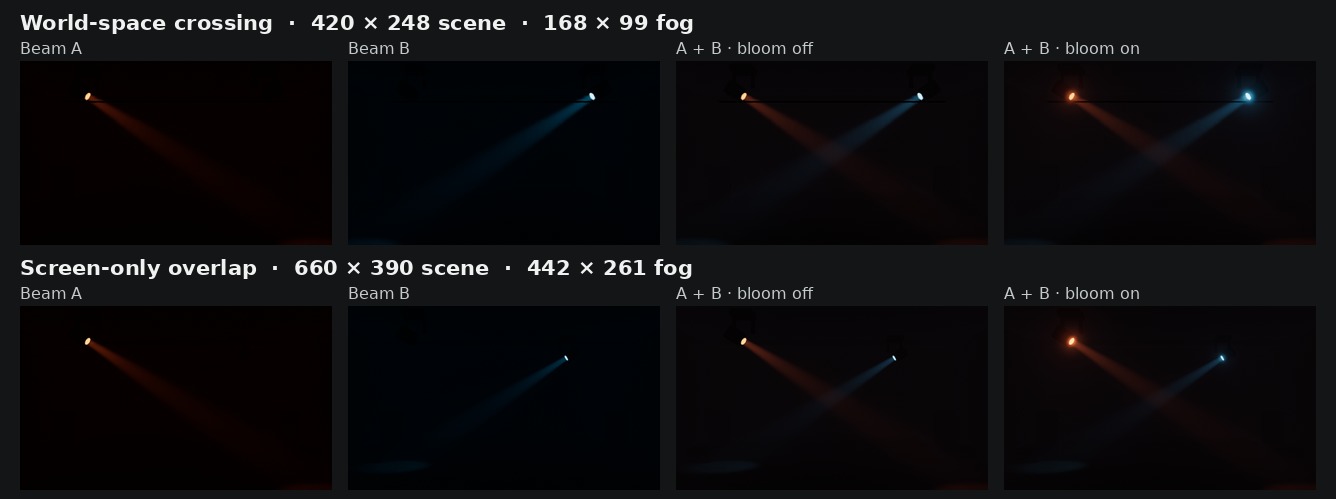 World-space crossing · 420 × 248 scene · 168 × 99 fog
Beam A
Beam B
A + B · bloom off
A + B · bloom on
Screen-only overlap · 660 × 390 scene · 442 × 261 fog
Beam A
Beam B
A + B · bloom off
A + B · bloom on